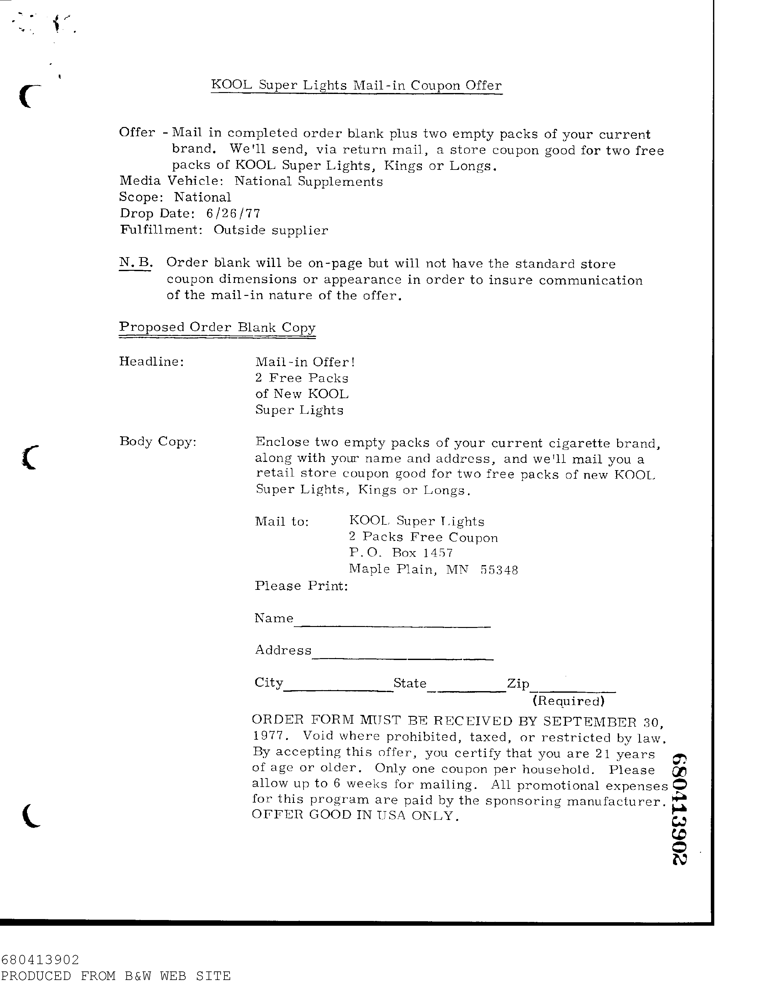 KOOL Super Lights Mail-in Coupon Offer
Offer - Mail in completed order blank plus two empty packs of your current
brand. We'll send, via return mail, a store coupon good for two free
packs of KOOL Super Lights, Kings or Longs.
Media Vehicle: National Supplements
Scope: National
Drop Date: 6/26/77
Fulfillment: Outside supplier
N.B. Order blank will be on-page but will not have the standard store
coupon dimensions or appearance in order to insure communication
of the mail-in nature of the offer.
Proposed Order Blank Copy
Headline: Mail-in Offer!
2 Free Packs
of New KOOL
Super Lights
Body Copy: Enclose two empty packs of your current cigarette brand,
along with your name and address, and we'll mail you a
retail store coupon good for two free packs of new KOOL
Super Lights, Kings or Longs.
Mail to: KOOL Super Lights
2 Packs Free Coupon
P.O. Box 1457
Maple Plain, MN 55348
Please Print:
Name
Address
City State Zip
(Required)
ORDER FORM MUST BE RECEIVED BY SEPTEMBER 30,
1977. Void where prohibited, taxed, or restricted by law.
By accepting this offer, you certify that you are 21 years
of age or older. Only one coupon per household. Please
allow up to 6 weeks for mailing. All promotional expenses
for this program are paid by the sponsoring manufacturer.
OFFER GOOD IN USA ONLY.
680413902
680413902
PRODUCED FROM B&W WEB SITE